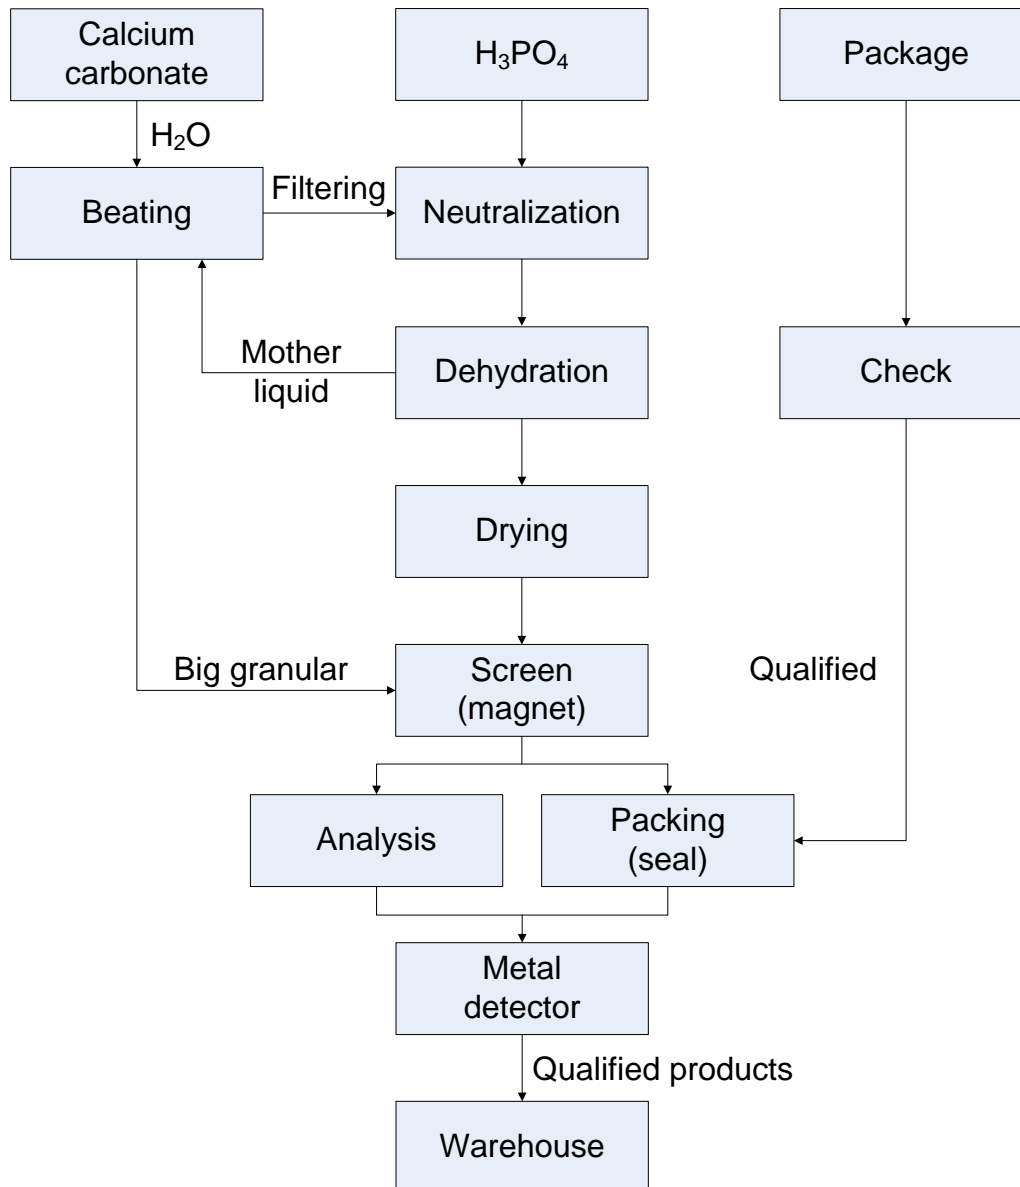 Calcium
carbonate
H₃PO₄
Package
H₂O
Beating
Filtering
Neutralization
Mother
liquid
Dehydration
Check
Drying
Big granular
Screen
(magnet)
Qualified
Analysis
Packing
(seal)
Metal
detector
Qualified products
Warehouse